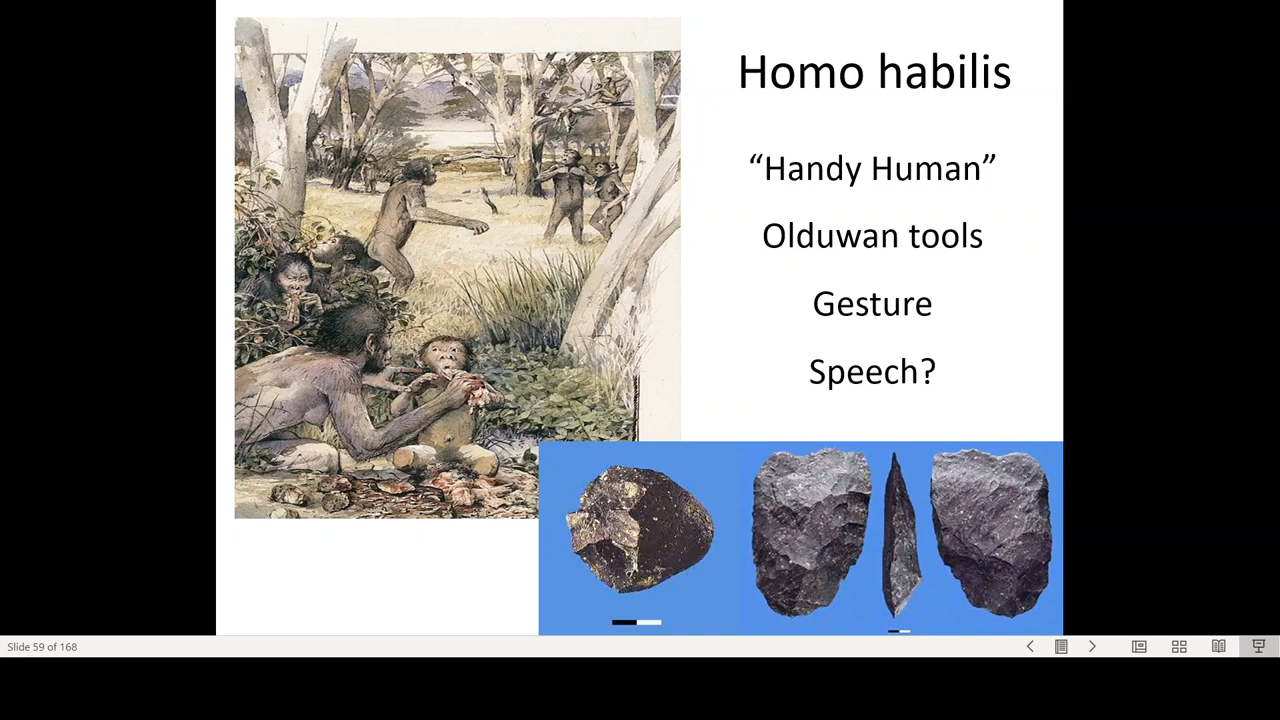 Homo habilis
“Handy Human”
Olduwan tools
Gesture
Speech?
Slide 59 of 168